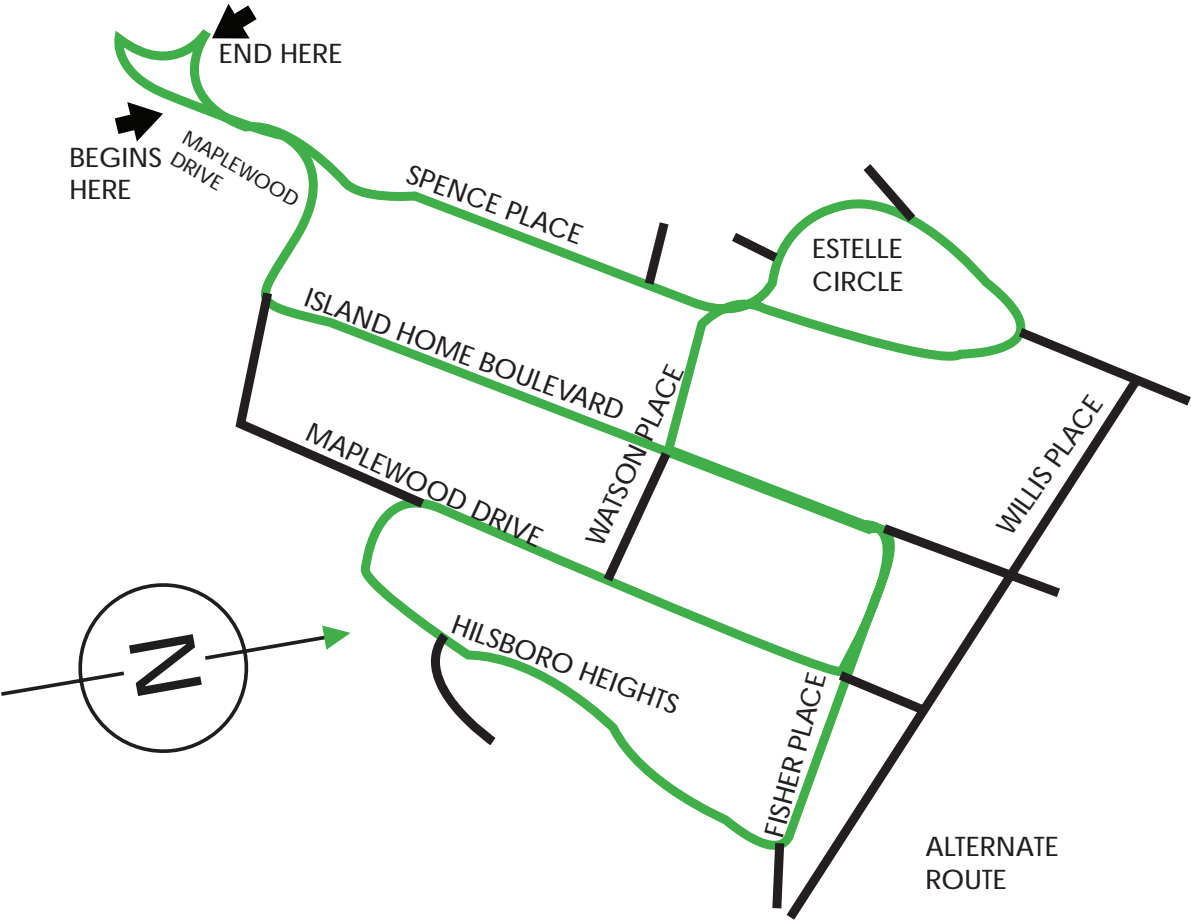 END HERE
BEGINS
HERE
MAPLEWOOD
DRIVE
SPENCE PLACE
ESTELLE
CIRCLE
ISLAND HOME BOULEVARD
WATSON PLACE
WILLIS PLACE
MAPLEWOOD DRIVE
HILSBORO HEIGHTS
N
FISHER PLACE
ALTERNATE
ROUTE